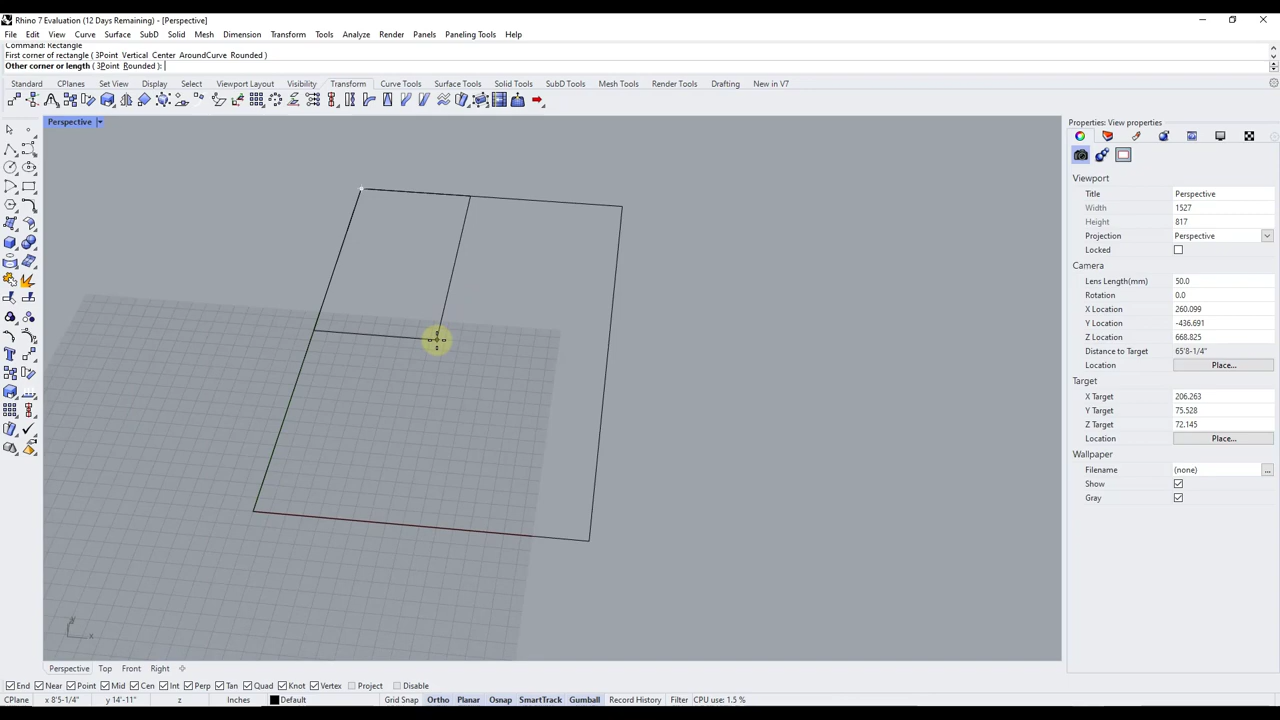 Rhino 7 Evaluation (12 Days Remaining) - [Perspective]
File Edit View Curve Surface SubD Solid Mesh Dimension Transform Tools Analyze Render Panels T-Splines Help
Command: Rectangle
First corner of rectangle ( 3Point Vertical Center AroundCurve Rounded )
Other corner or length ( 3Point Rounded ):
Standard CPlanes Set View Display Select Viewport Layout Visibility Transform Curve Tools Surface Tools Solid Tools SubD Tools Mesh Tools Render Tools Drafting New in V7
Perspective
Properties: View properties
Viewport
Title Perspective
Width 1527
Height 817
Projection Perspective
Locked
Camera
Lens Length(mm) 50.0
Rotation 0.0
X Location 260.099
Y Location -436.691
Z Location 668.825
Distance to Target 65'8-1/4"
Location Place...
Target
X Target 206.263
Y Target 75.528
Z Target 72.145
Location Place...
Wallpaper
Filename (none) ...
Show
Gray
y
x
Perspective Top Front Right
End Near Point Mid Cen Int Perp Tan Quad Knot Vertex Project Disable
CPlane x 8'5-1/4" y 14'-11" z Inches Default Grid Snap Ortho Planar Osnap SmartTrack Gumball Record History Filter CPU use: 1.5 %